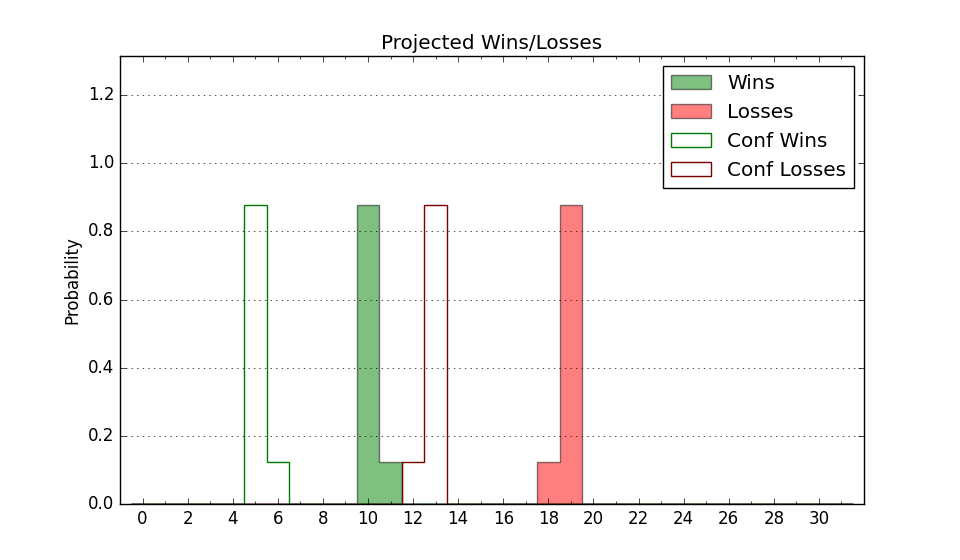 Projected Wins/Losses
Wins
Losses
Conf Wins
Conf Losses
Probability
1.2
1.0
0.8
0.6
0.4
0.2
0.0
0 2 4 6 8 10 12 14 16 18 20 22 24 26 28 30